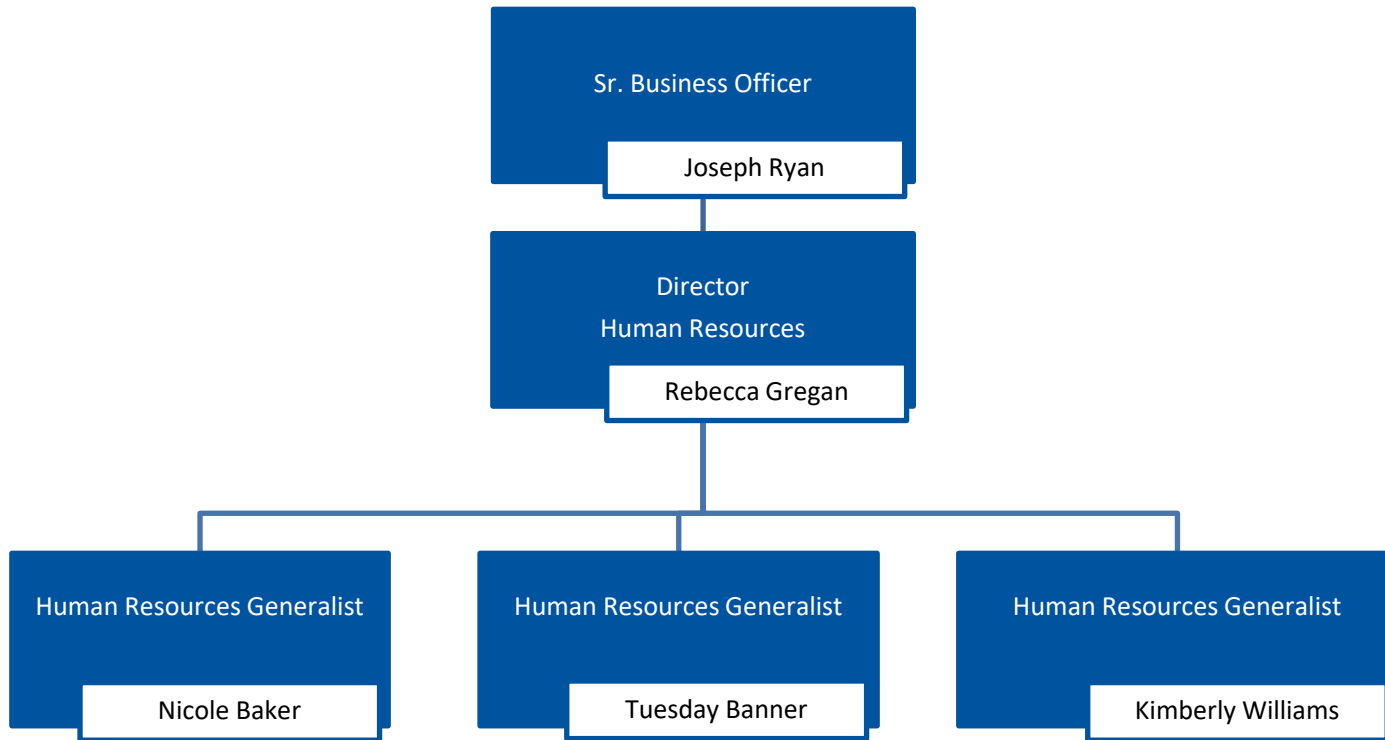 Sr. Business Officer
Joseph Ryan
Director
Human Resources
Rebecca Gregan
Human Resources Generalist
Nicole Baker
Human Resources Generalist
Tuesday Banner
Human Resources Generalist
Kimberly Williams